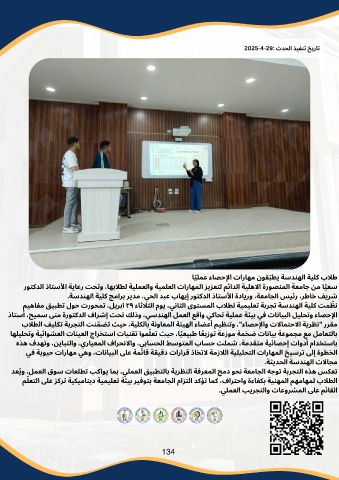 تاريخ تنفيذ الحدث :29-4-2025
طلاب كلية الهندسة يطبّقون مهارات الإحصاء عمليًا
سعيًا من جامعة المنصورة الاهلية الدائم لتعزيز المهارات العلمية والعملية لطلابها، وتحت رعاية الأستاذ الدكتور
شريف خاطر، رئيس الجامعة، وريادة الأستاذ الدكتور إيهاب عبد الحي، مدير برامج كلية الهندسة.
نظّمت كلية الهندسة تجربة تعليمية لطلاب المستوى الثاني، يوم الثلاثاء ٢٩ ابريل، تمحورت حول تطبيق مفاهيم
الإحصاء وتحليل البيانات في بيئة عملية تحاكي واقع العمل الهندسي. وذلك تحت إشراف الدكتورة منى سميح، أستاذ
مقرر "نظرية الاحتمالات والإحصاء"، وتنظيم أعضاء الهيئة المعاونة بالكلية. حيث تضمّنت التجربة تكليف الطلاب
بالتعامل مع مجموعة بيانات ضخمة موزعة توزيعًا طبيعيًا، حيث تعلموا تقنيات استخراج العينات العشوائية وتحليلها
باستخدام أدوات إحصائية متقدمة، شملت حساب المتوسط الحسابي، والانحراف المعياري، والتباين. وتهدف هذه
الخطوة إلى ترسيخ المهارات التحليلية اللازمة لاتخاذ قرارات دقيقة قائمة على البيانات، وهي مهارات حيوية في
مجالات الهندسة الحديثة.
تعكس هذه التجربة توجه الجامعة نحو دمج المعرفة النظرية بالتطبيق العملي، بما يواكب تطلعات سوق العمل، ويُعد
الطلاب لمهامهم المهنية بكفاءة واحتراف، كما تؤكد التزام الجامعة بتوفير بيئة تعليمية ديناميكية تركز على التعلم
القائم على المشروعات والتجريب العملي.
134